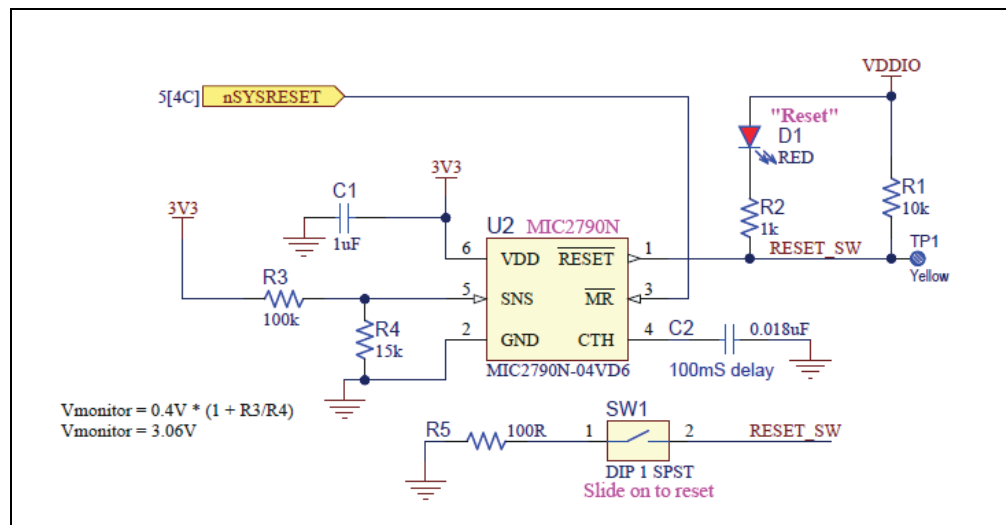 VDDIO
5[4C] nSYSRESET
"Reset"
D1
RED
3V3
C1
1uF
3V3
R1
10k
R2
1k
U2 MIC2790N
TP1
Yellow
6 VDD RESET 1 RESET_SW
R3
100k
5 SNS MR 3
R4
15k
2 GND CTH 4 C2 0.018uF
MIC2790N-04VD6
100mS delay
Vmonitor = 0.4V * (1 + R3/R4)
Vmonitor = 3.06V
SW1
R5 100R 1 2 RESET_SW
DIP 1 SPST
Slide on to reset